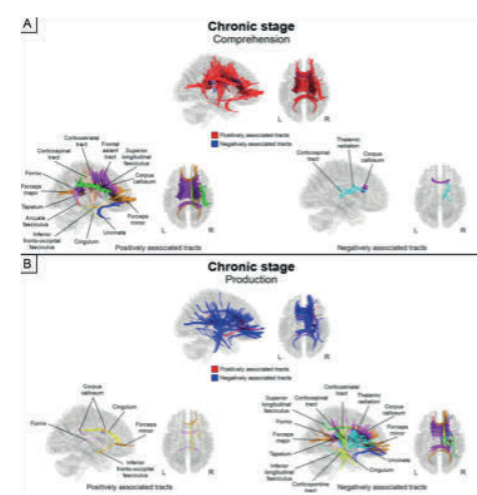 A
Chronic stage
Comprehension
L R
Positively associated tracts
Negatively associated tracts
Corticostriatal tract
Corticospinal tract
Frontal aslant tract
Superior longitudinal fasciculus
Fornix
Forceps major
Corpus callosum
Tapetum
Arcuate fasciculus
Forceps minor
Inferior fronto-occipital fasciculus
Cingulum
Uncinate
L R
Positively associated tracts
Corticospinal tract
Thalamic radiation
Corpus callosum
L R
Negatively associated tracts
B
Chronic stage
Production
L R
Positively associated tracts
Negatively associated tracts
Corpus callosum
Cingulum
Fornix
Forceps minor
Inferior fronto-occipital fasciculus
L R
Positively associated tracts
Superior longitudinal fasciculus
Corticospinal tract
Corticostriatal tract
Thalamic radiation
Corpus callosum
Fornix
Forceps major
Forceps minor
Tapetum
Inferior longitudinal fasciculus
Uncinate
Cingulum
Corticopontine tract
L R
Negatively associated tracts